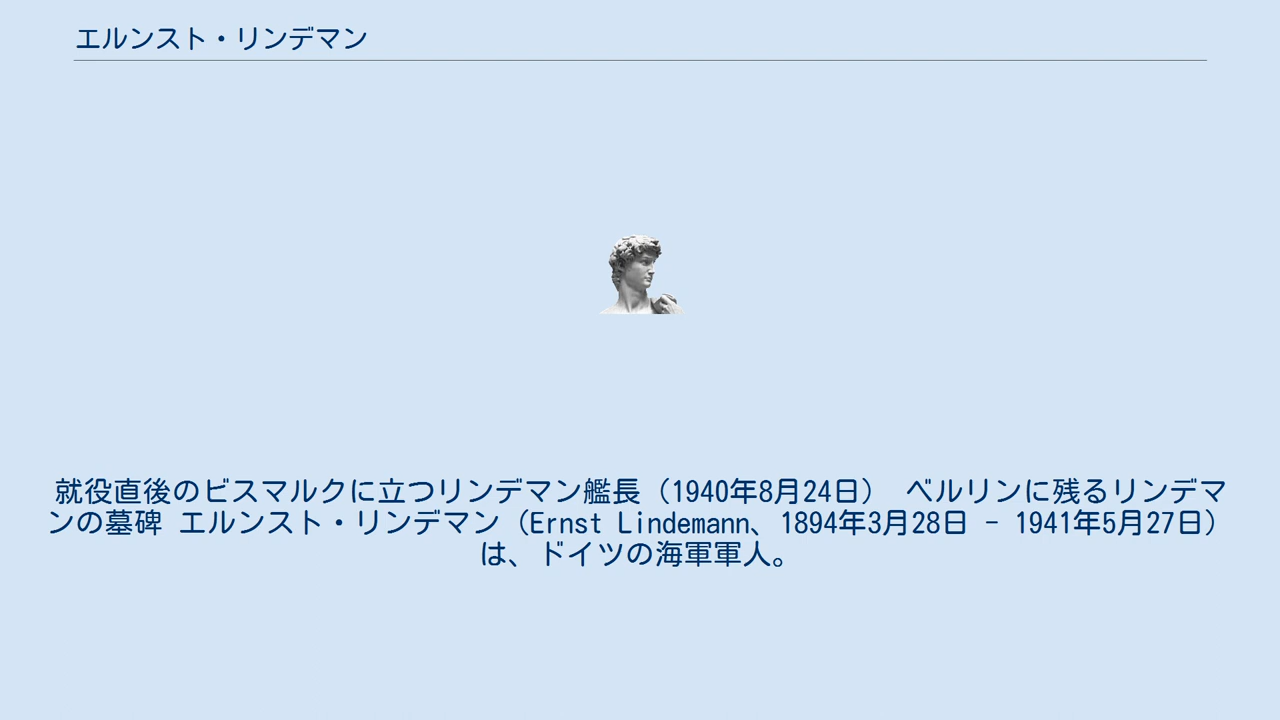 エルンスト・リンデマン
就役直後のビスマルクに立つリンデマン艦長（1940年8月24日） ベルリンに残るリンデマ
ンの墓碑 エルンスト・リンデマン（Ernst Lindemann、1894年3月28日 - 1941年5月27日）
は、ドイツの海軍軍人。